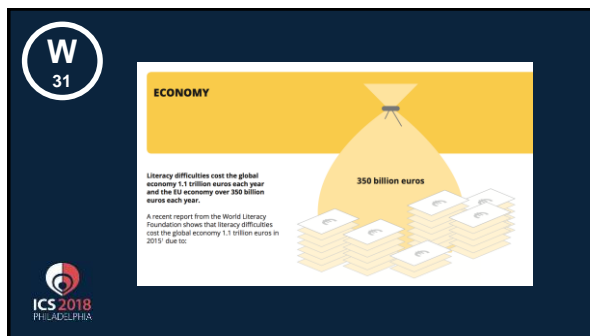 W
31
ECONOMY
Literacy difficulties cost the global
economy 1.1 trillion euros each year
and the EU economy over 350 billion
euros each year.
A recent report from the World Literacy
Foundation shows that literacy difficulties
cost the global economy 1.1 trillion euros in
2015¹ due to:
350 billion euros
ICS 2018
PHILADELPHIA